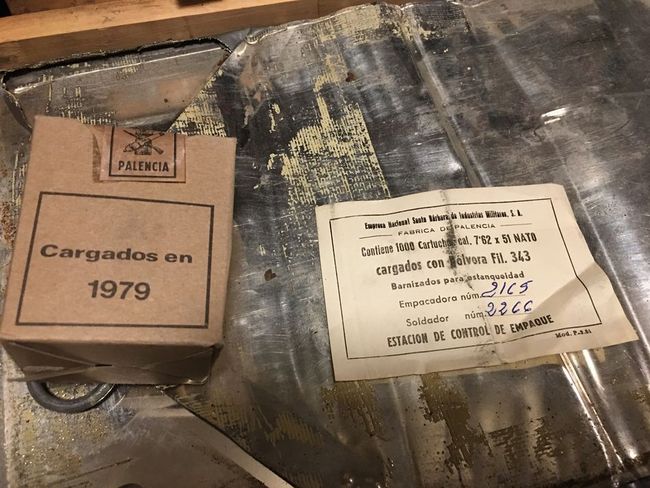 PALENCIA
Cargados en
1979
Empresa Nacional Santa Bárbara de Industrias Militares, S. A.
FABRICA DE PALENCIA
Contiene 1000 Cartuchos cal. 7'62 x 51 NATO
cargados con pólvora Fil. 343
Barnizados para estanqueidad
Empacadora núm. 2165
Soldador núm. 2266
ESTACION DE CONTROL DE EMPAQUE